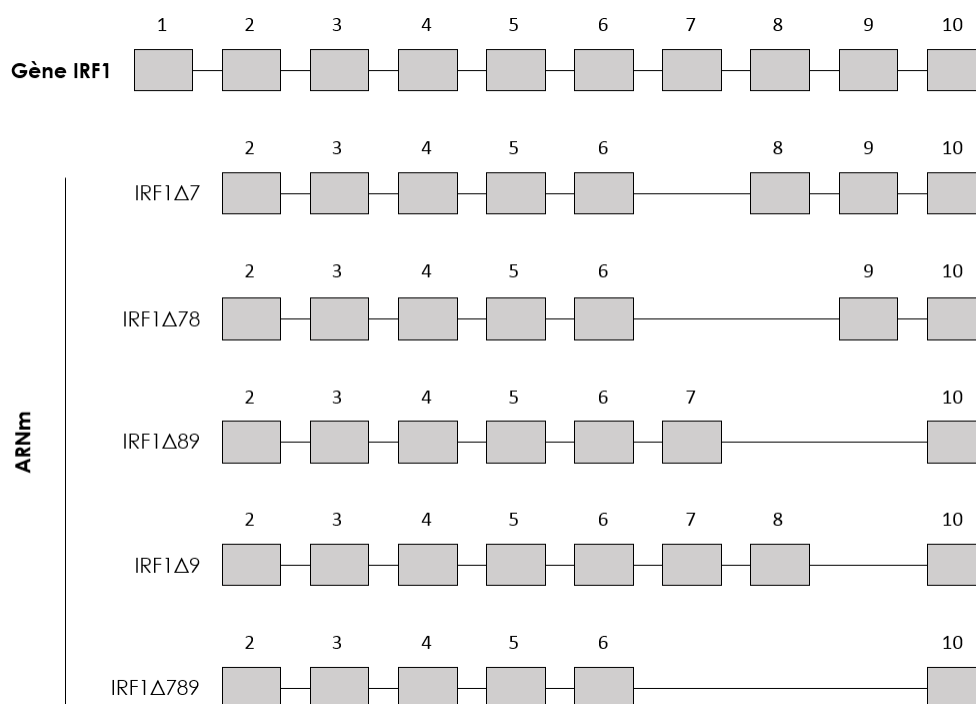 1 2 3 4 5 6 7 8 9 10
Gène IRF1
2 3 4 5 6 8 9 10
IRF1Δ7
2 3 4 5 6 9 10
IRF1Δ78
2 3 4 5 6 7 10
IRF1Δ89
ARNm
2 3 4 5 6 7 8 10
IRF1Δ9
2 3 4 5 6 10
IRF1Δ789